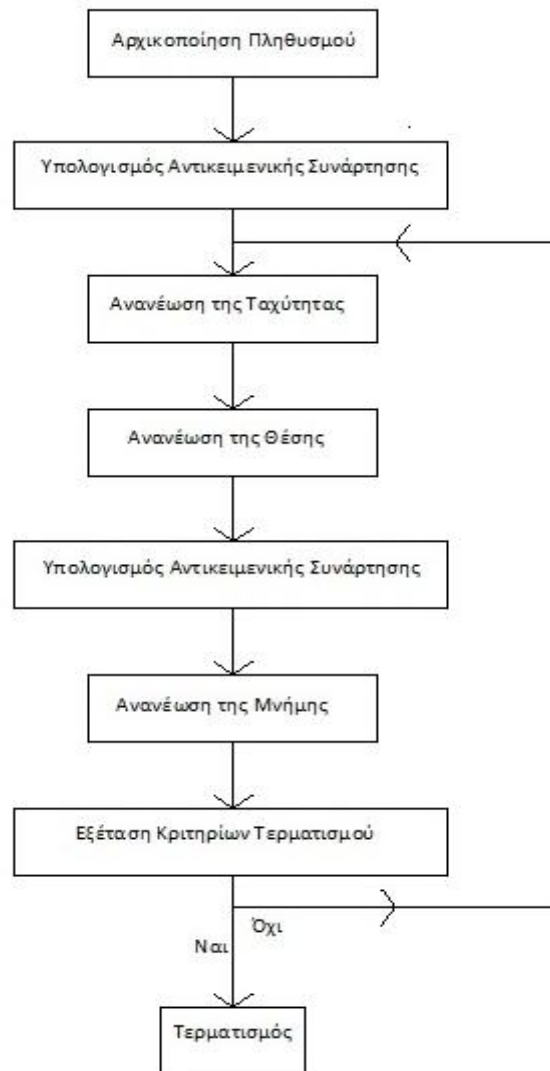 Αρχικοποίηση Πληθυσμού
Υπολογισμός Αντικειμενικής Συνάρτησης
Ανανέωση της Ταχύτητας
Ανανέωση της Θέσης
Υπολογισμός Αντικειμενικής Συνάρτησης
Ανανέωση της Μνήμης
Εξέταση Κριτηρίων Τερματισμού
Όχι
Ναι
Τερματισμός